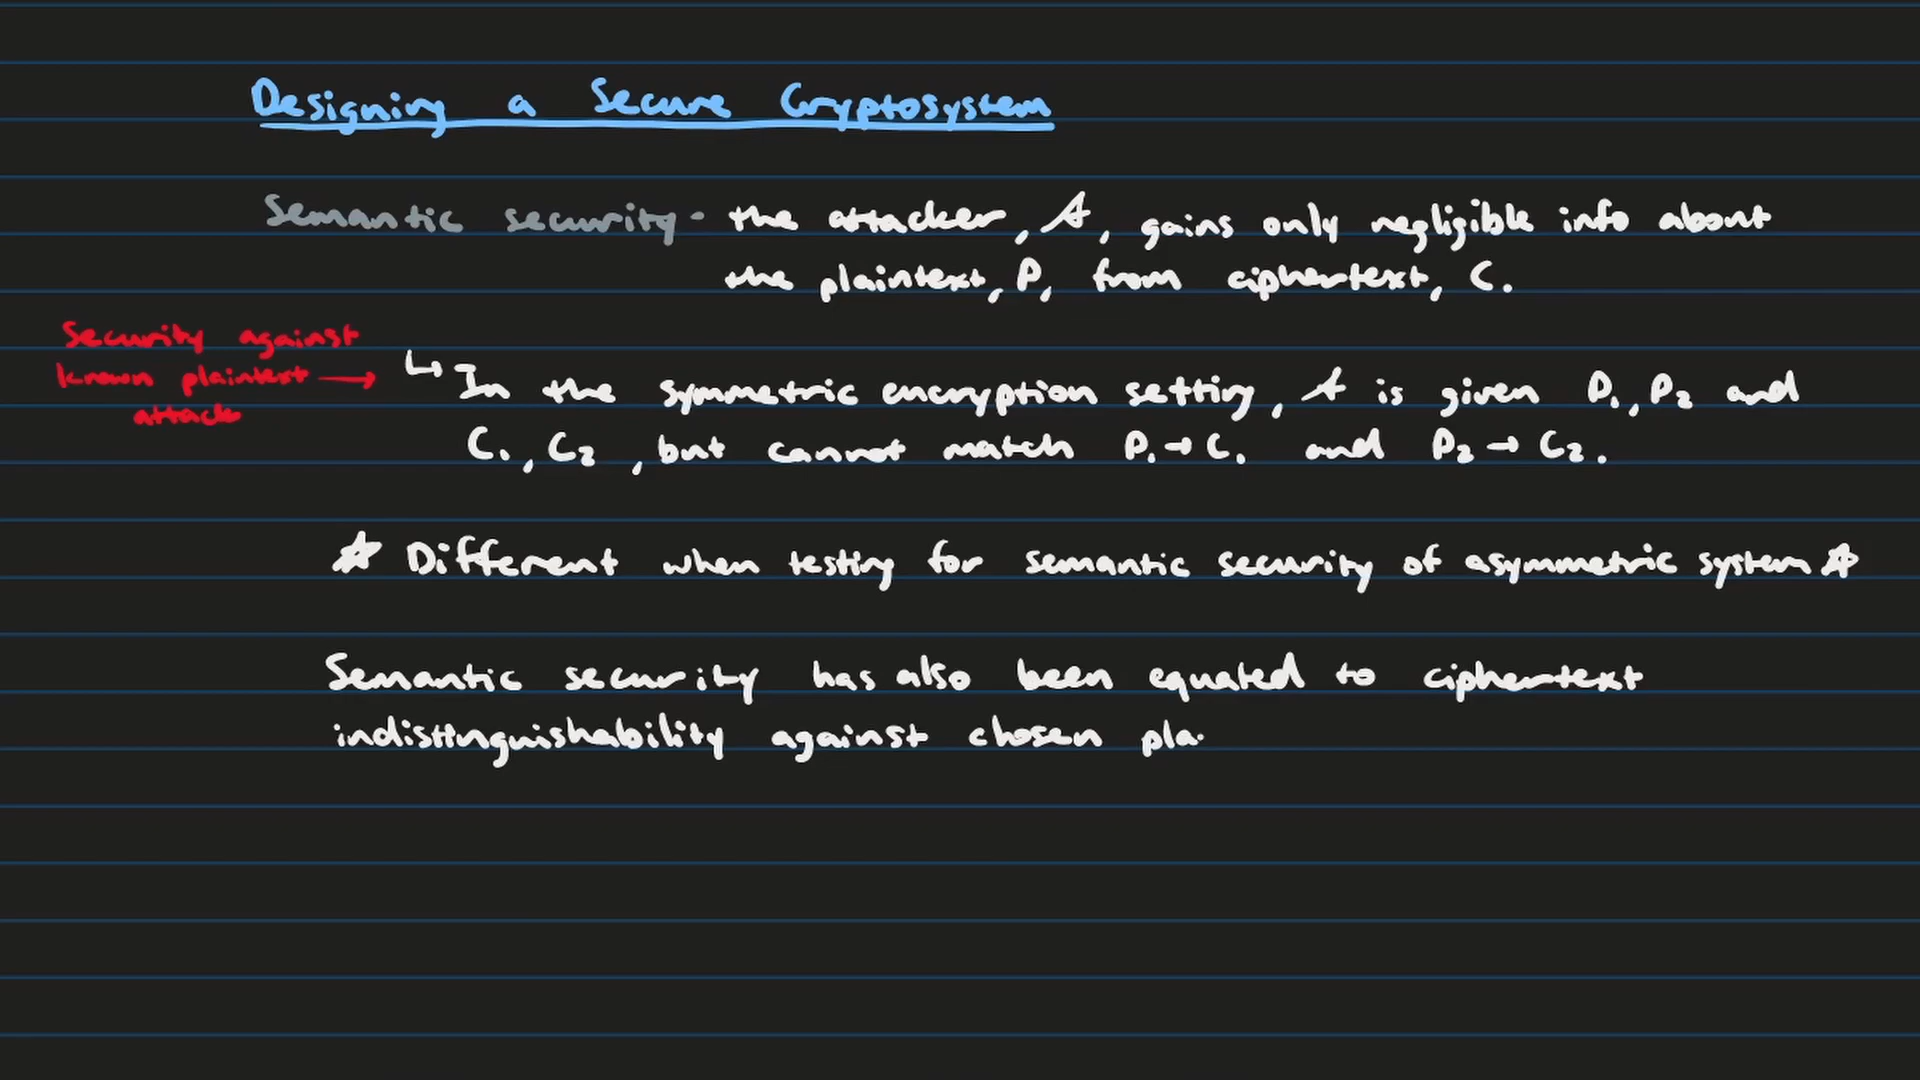 Designing a Secure Cryptosystem
Semantic security - the attacker, A, gains only negligible info about
the plaintext, P, from ciphertext, C.
Security against
known plaintext →
attack
↳ In the symmetric encryption setting, A is given P₁, P₂ and
C₁, C₂, but cannot match P₁ → C₁ and P₂ → C₂.
☆ Different when testing for semantic security of asymmetric system ☆
Semantic security has also been equated to ciphertext
indistinguishability against chosen pla